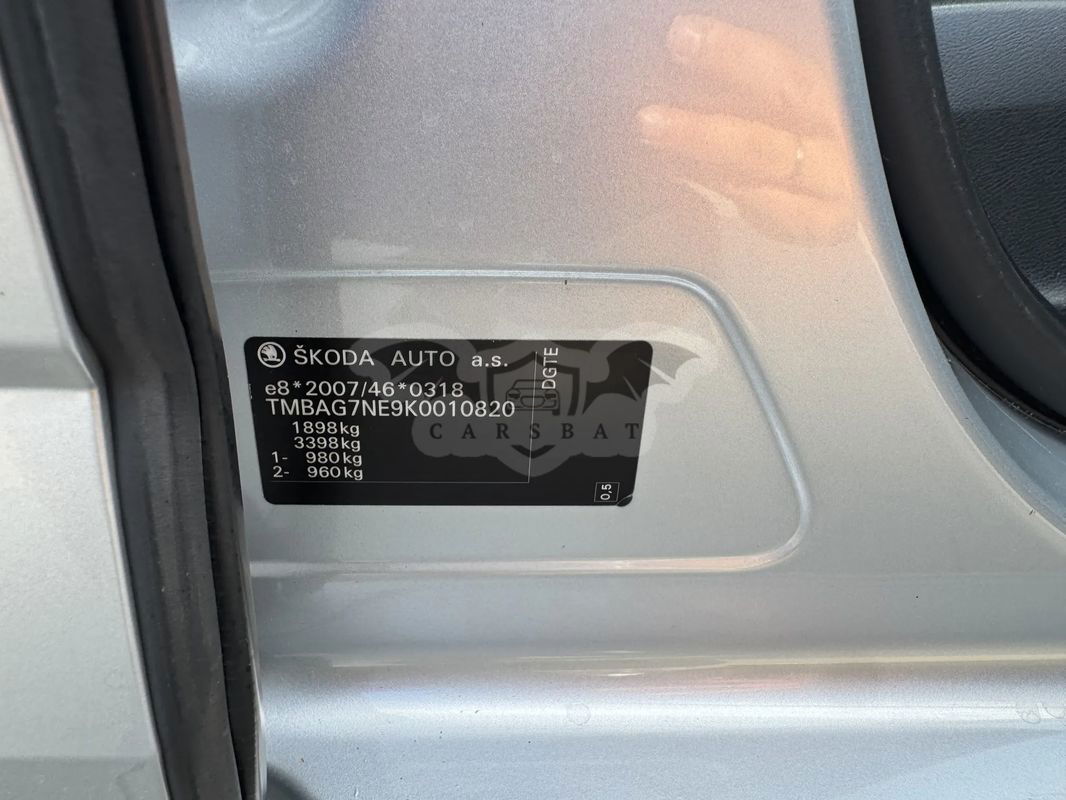 ŠKODA AUTO a.s.
e8*2007/46*0318
TMBAG7NE9K0010820
1898kg
3398kg
1- 980kg
2- 960kg
DGTE
0,5
CARSBAT